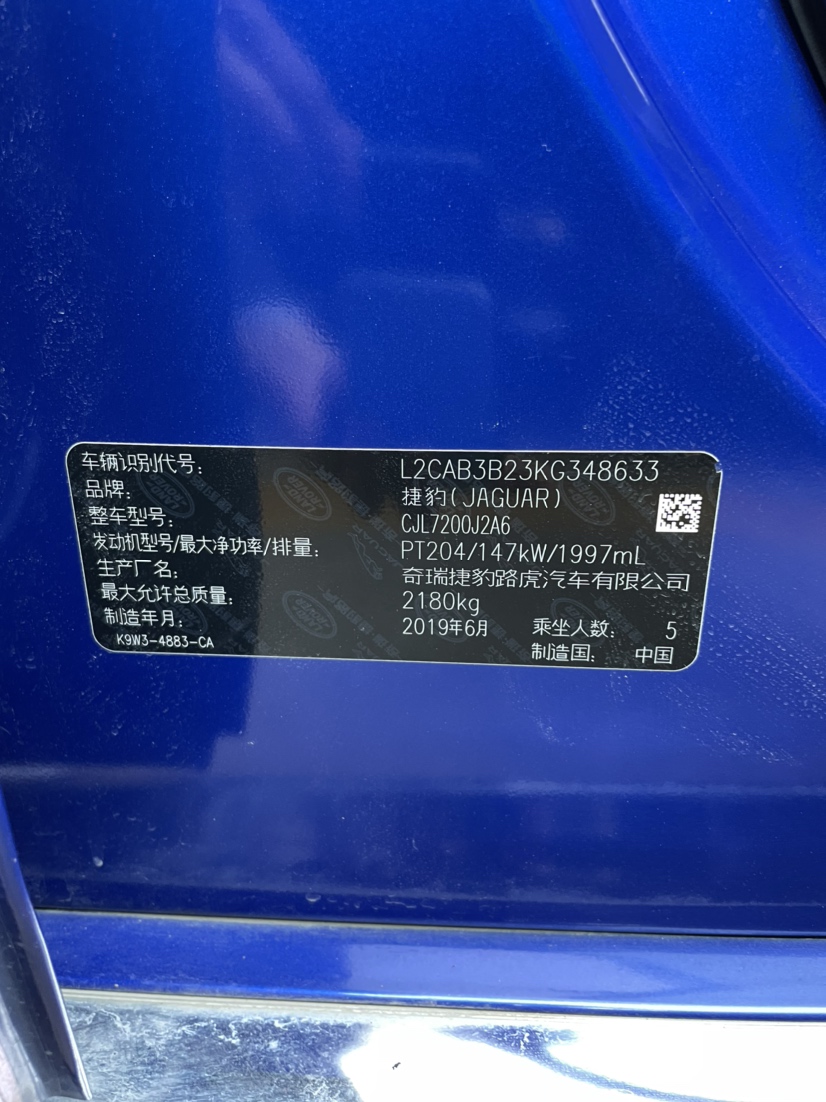 车辆识别代号： L2CAB3B23KG348633
品牌： 捷豹(JAGUAR)
整车型号： CJL7200J2A6
发动机型号/最大净功率/排量： PT204/147kW/1997mL
生产厂名： 奇瑞捷豹路虎汽车有限公司
最大允许总质量： 2180kg
制造年月： 2019年6月 乘坐人数： 5
K9W3-4883-CA 制造国： 中国